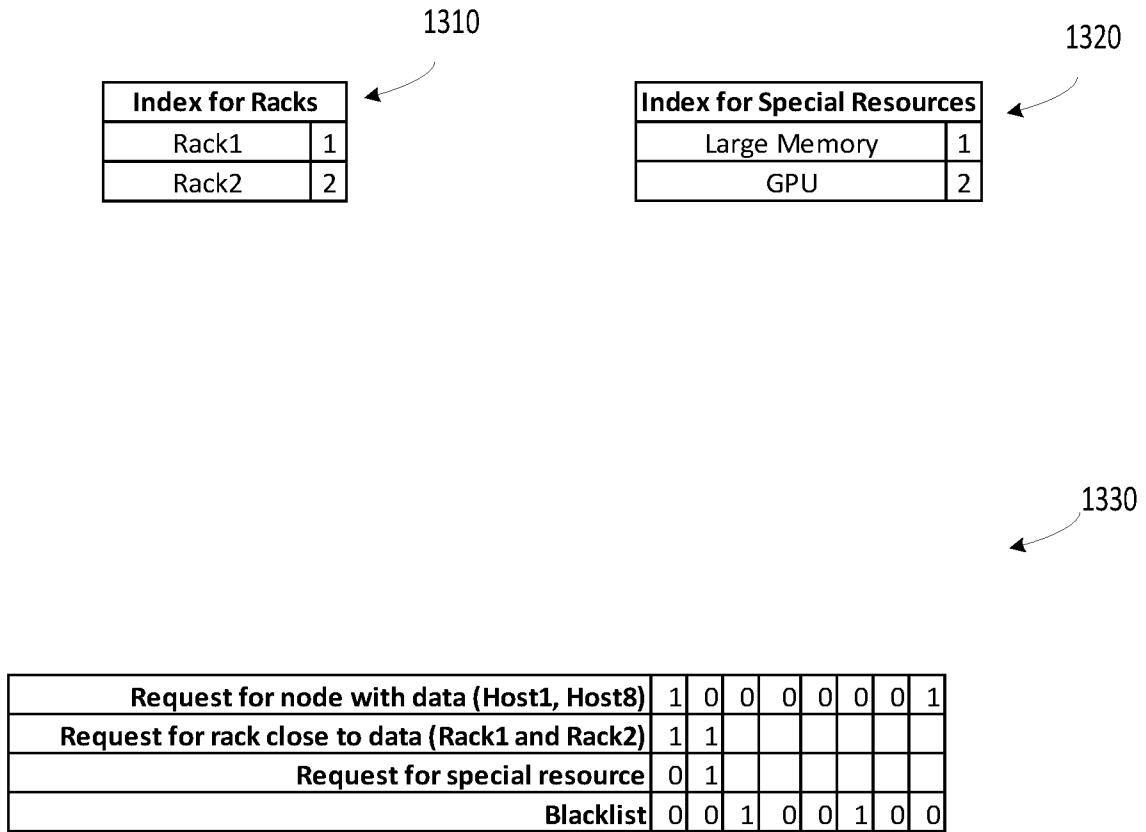 1310
1320
Index for Racks
Rack1 1
Rack2 2
Index for Special Resources
Large Memory 1
GPU 2
1330
Request for node with data (Host1, Host8) 1 0 0 0 0 0 0 1
Request for rack close to data (Rack1 and Rack2) 1 1
Request for special resource 0 1
Blacklist 0 0 1 0 0 1 0 0